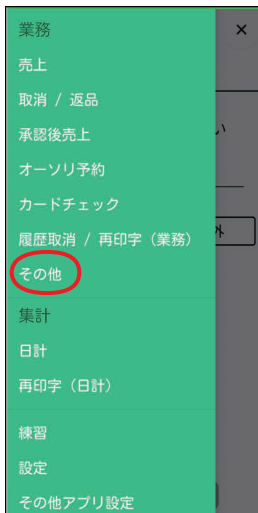 業務
×
売上
取消 / 返品
承認後売上
い
オーソリ予約
カードチェック
履歴取消 / 再印字（業務）
外
その他
集計
日計
再印字（日計）
練習
設定
その他アプリ設定